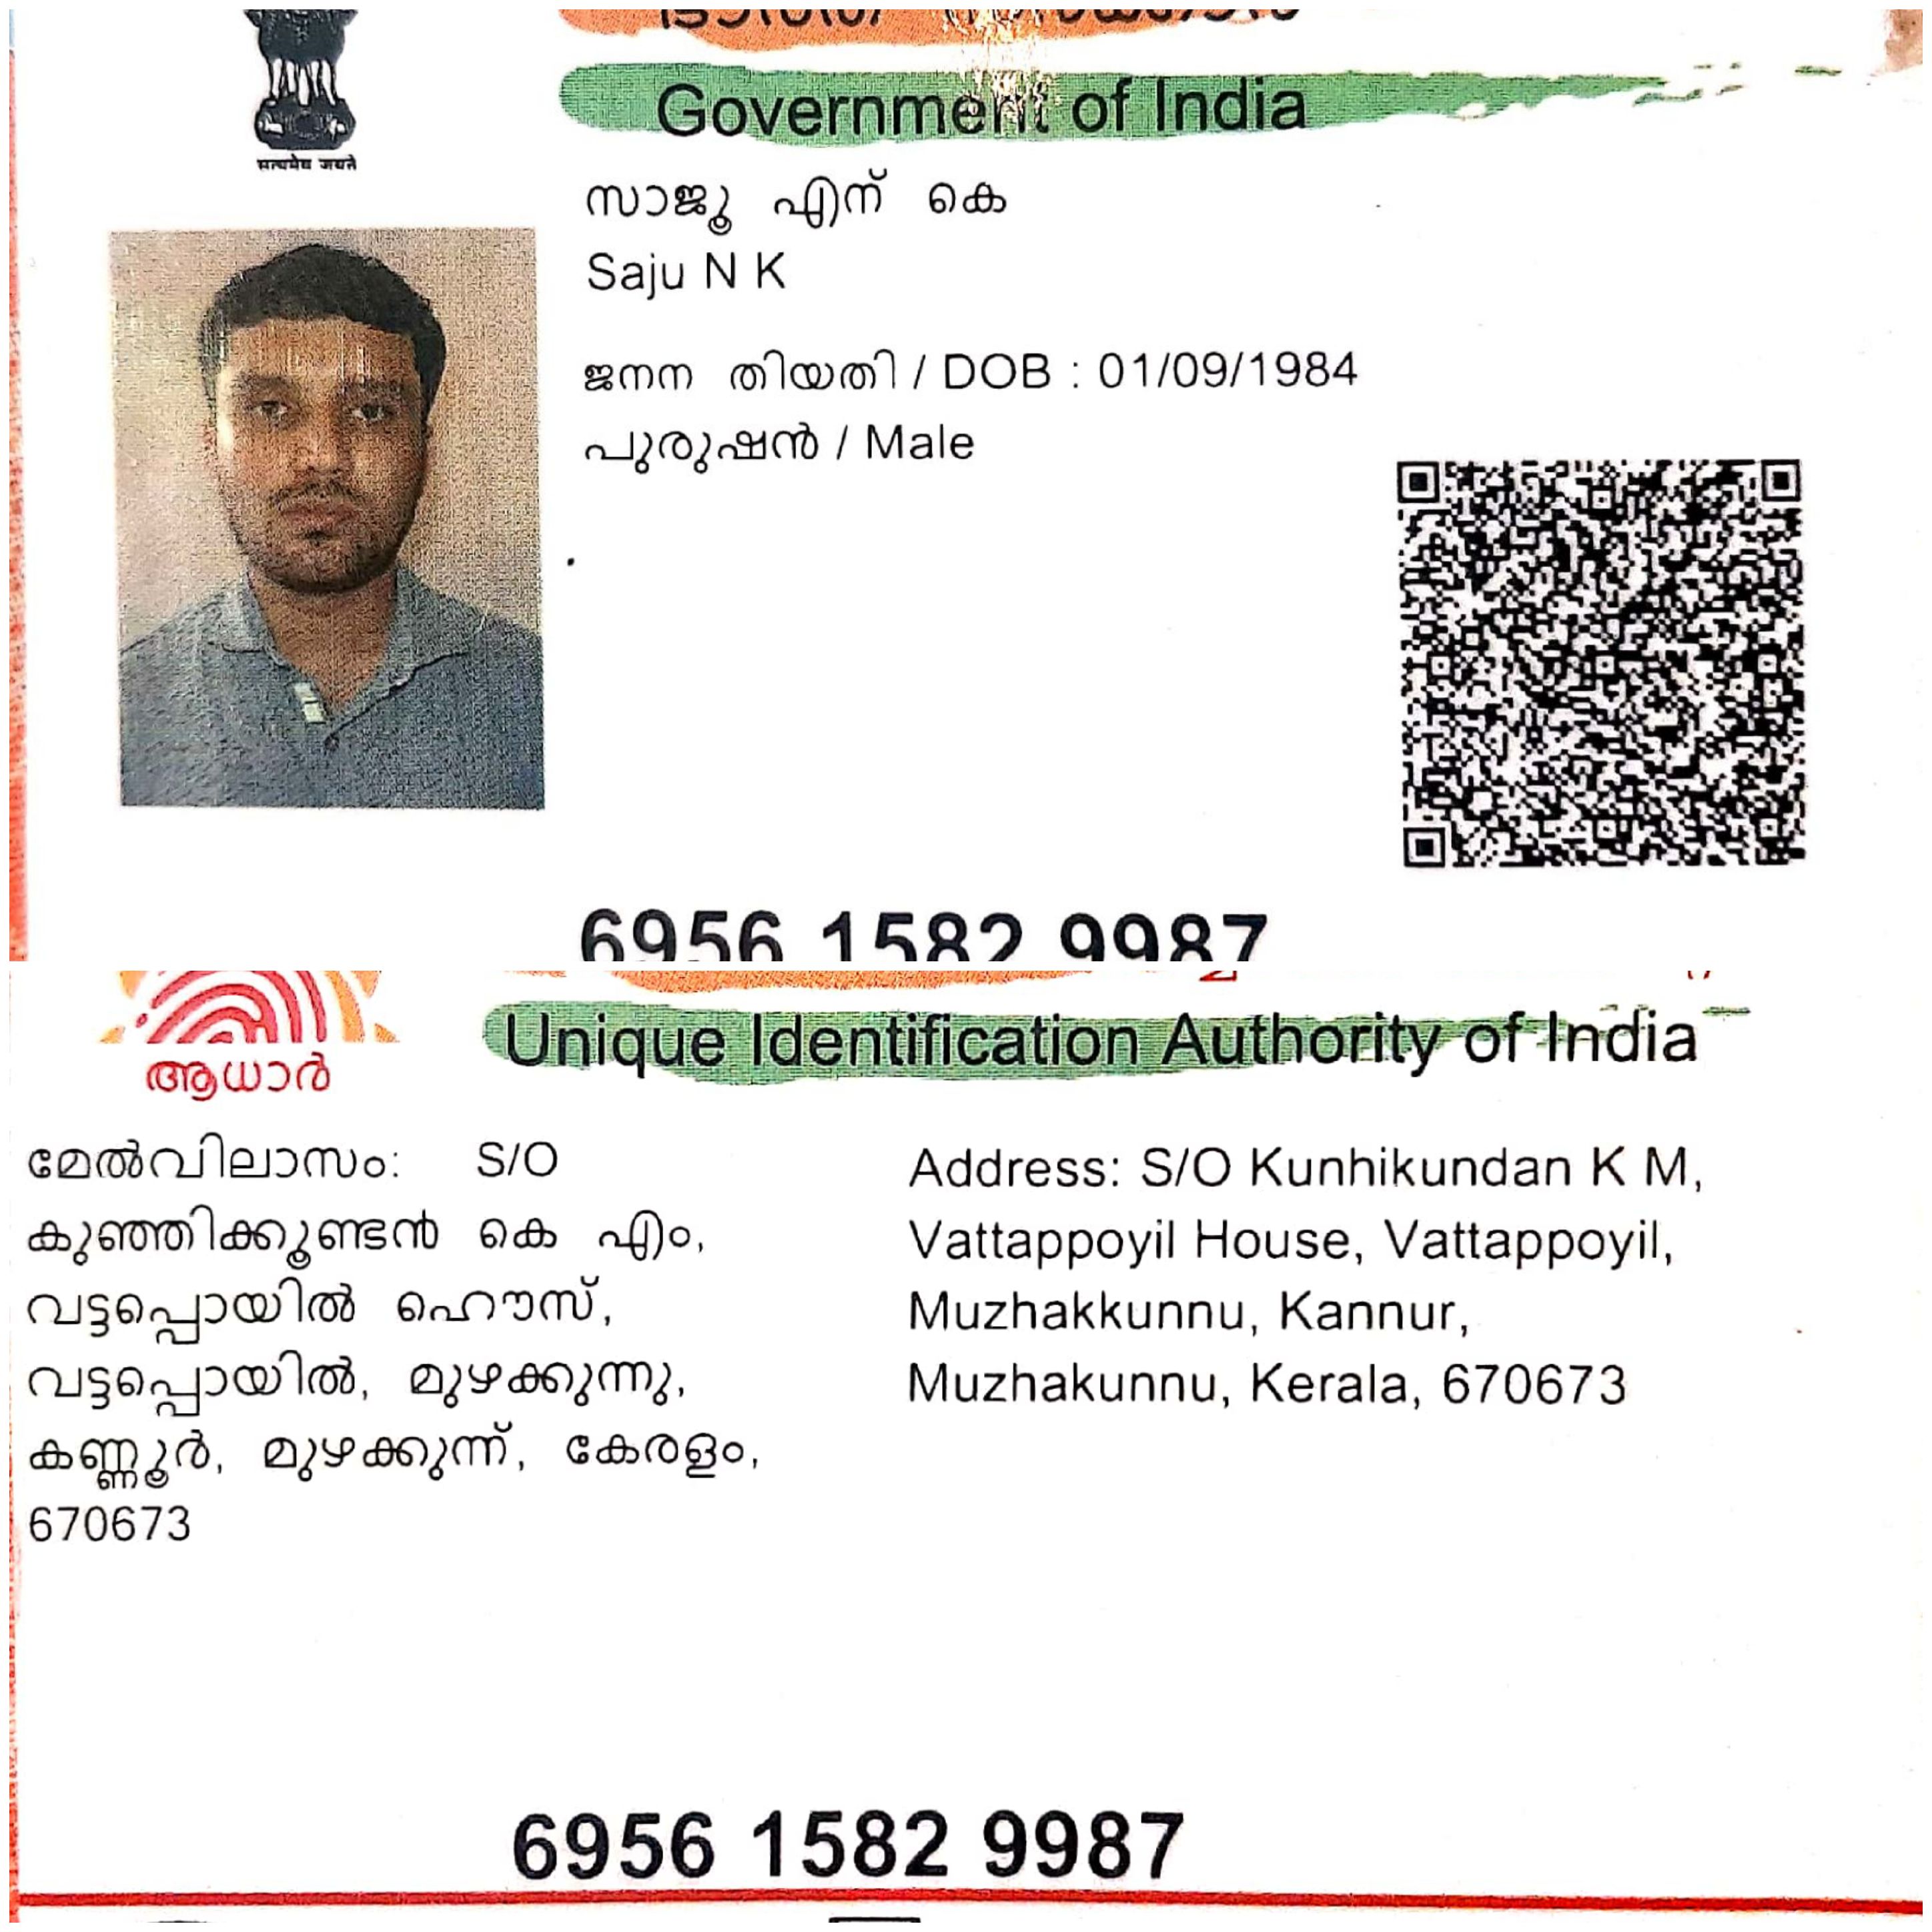 Government of India
सत्यमेव जयते
സാജൂ എന് കെ
Saju N K
ജനന തിയതി / DOB : 01/09/1984
പുരുഷൻ / Male
6956 1582 9987
Unique Identification Authority of India
ആധാർ
മേൽവിലാസം: S/O
കുഞ്ഞിക്കൂണ്ടൻ കെ എം,
വട്ടപ്പൊയിൽ ഹൌസ്,
വട്ടപ്പൊയിൽ, മുഴക്കുന്നു,
കണ്ണൂർ, മുഴക്കുന്ന്, കേരളം,
670673
Address: S/O Kunhikundan K M,
Vattappoyil House, Vattappoyil,
Muzhakkunnu, Kannur,
Muzhakunnu, Kerala, 670673
6956 1582 9987